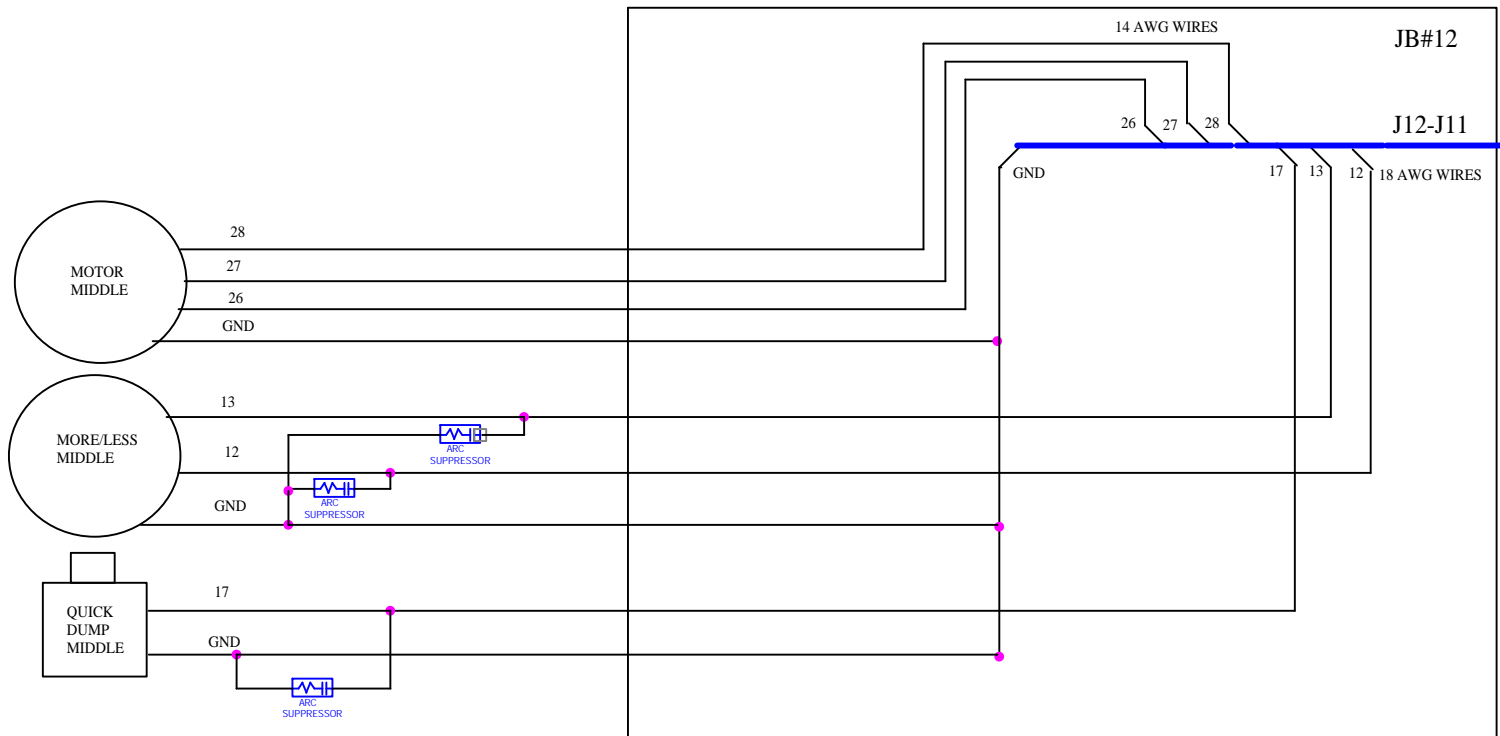 14 AWG WIRES
JB#12
26
27
28
J12-J11
GND
17
13
12
18 AWG WIRES
28
MOTOR
MIDDLE
27
26
GND
13
MORE/LESS
MIDDLE
12
ARC
SUPPRESSOR
GND
ARC
SUPPRESSOR
17
QUICK
DUMP
MIDDLE
GND
ARC
SUPPRESSOR